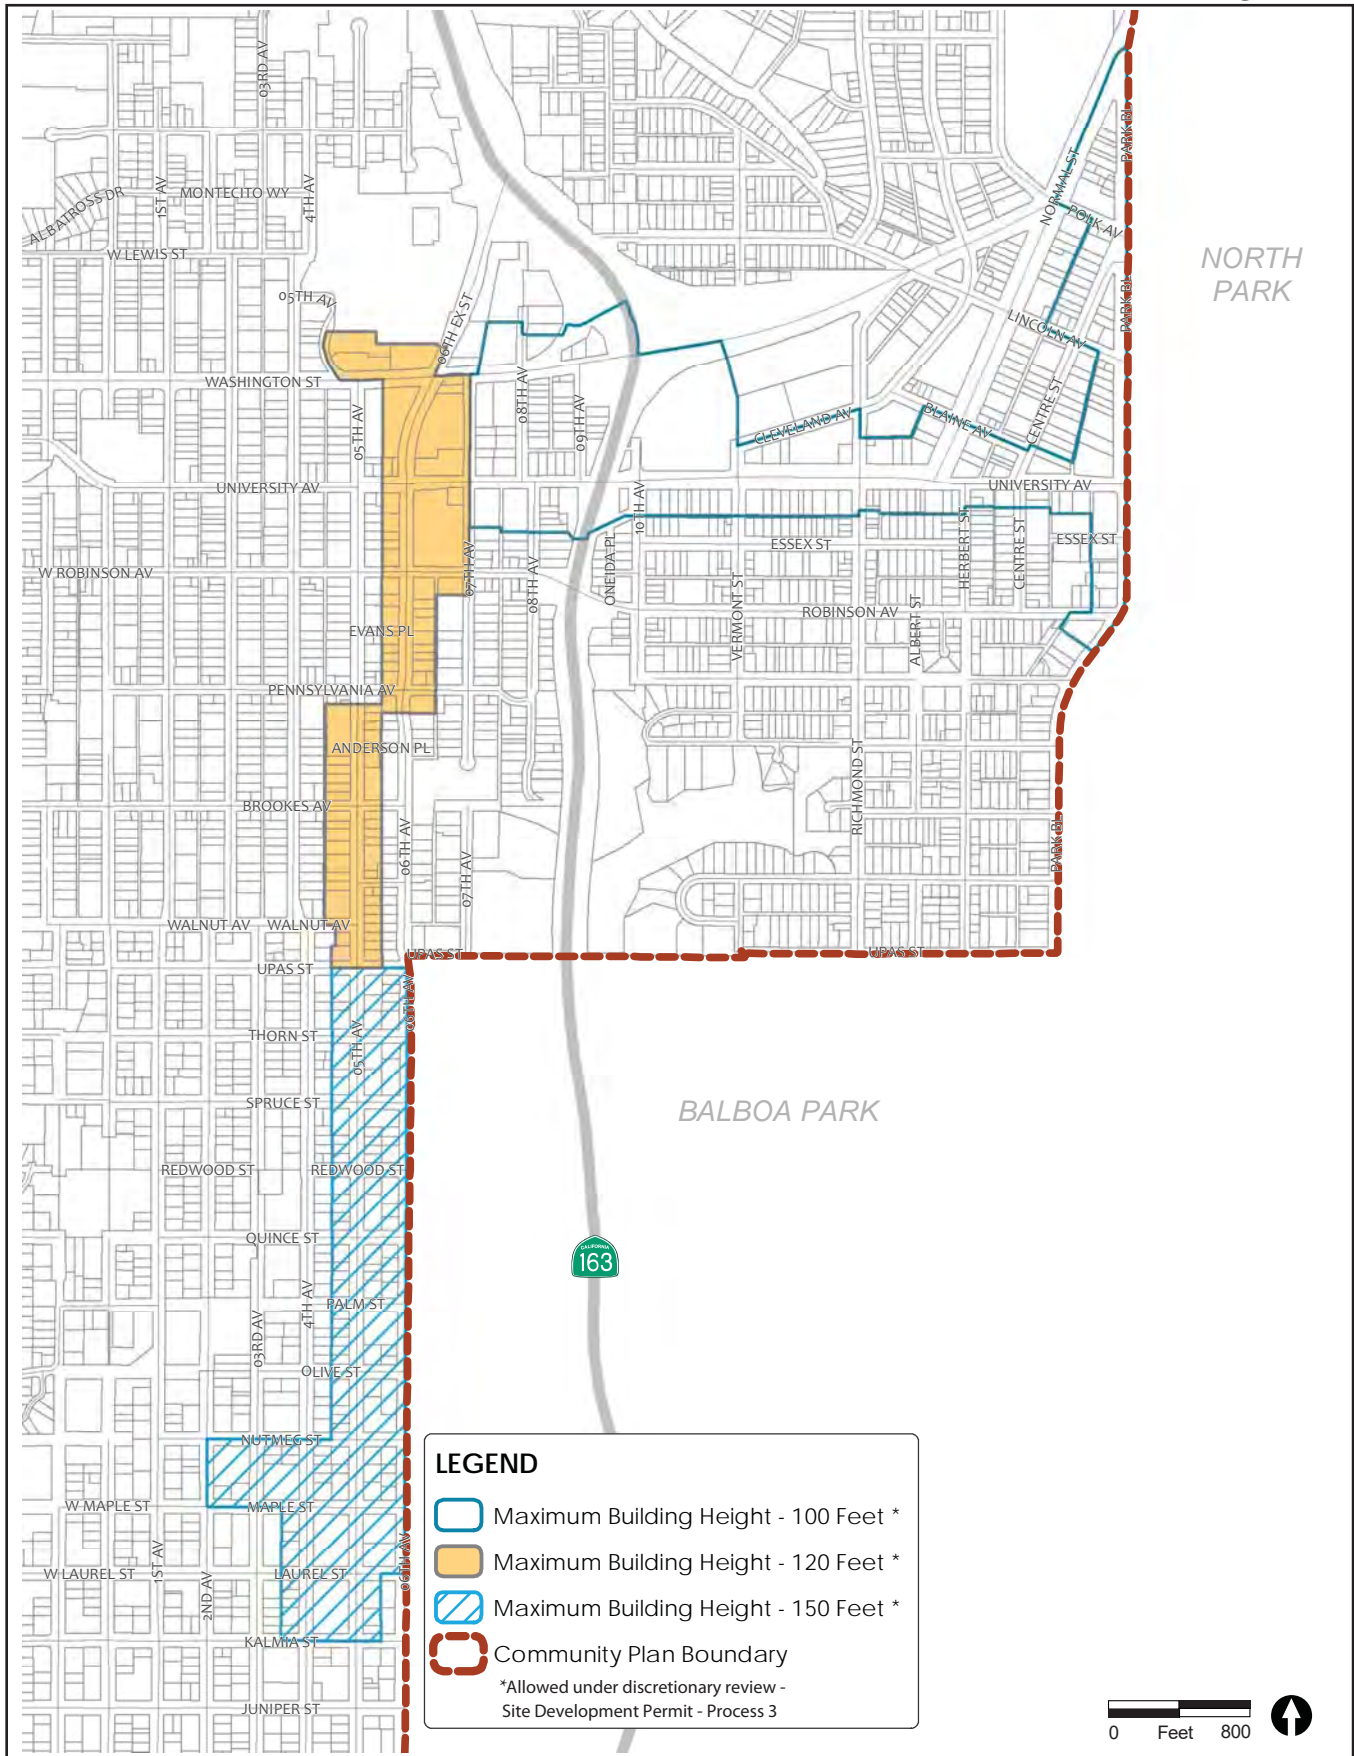 03RD AV
PARK BL
NORMAL ST
ALBATROSS DR
1ST AV
MONTECITO WY
4TH AV
POLK AV
W LEWIS ST
NORTH
PARK
05TH AV
06TH EX ST
PARK BL
LINCOLN AV
WASHINGTON ST
08TH AV
05TH AV
09TH AV
CLEVELAND AV
BLAINE AV
CENTRE ST
UNIVERSITY AV
UNIVERSITY AV
10TH AV
HERBERT ST
CENTRE ST
ESSEX ST
ESSEX ST
W ROBINSON AV
07TH AV
08TH AV
ONEIDA PL
VERMONT ST
ROBINSON AV
ALBERT ST
EVANS PL
PENNSYLVANIA AV
ANDERSON PL
RICHMOND ST
BROOKES AV
06TH AV
07TH AV
PARK BL
WALNUT AV
WALNUT AV
UPAS ST
UPAS ST
UPAS ST
06TH AV
THORN ST
05TH AV
SPRUCE ST
BALBOA PARK
REDWOOD ST
REDWOOD ST
QUINCE ST
CALIFORNIA
163
4TH AV
PALM ST
03RD AV
OLIVE ST
NUTMEG ST
W MAPLE ST
MAPLE ST
1ST AV
W LAUREL ST
2ND AV
LAUREL ST
06TH AV
KALMIA ST
JUNIPER ST
LEGEND
Maximum Building Height - 100 Feet *
Maximum Building Height - 120 Feet *
Maximum Building Height - 150 Feet *
Community Plan Boundary
*Allowed under discretionary review -
Site Development Permit - Process 3
0 Feet 800